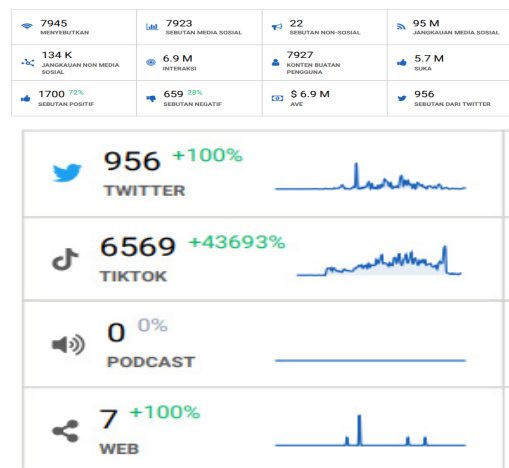 7945
MENYEBUTKAN
7923
SEBUTAN MEDIA SOSIAL
22
SEBUTAN NON-SOSIAL
95 M
JANGKAUAN MEDIA SOSIAL
134 K
JANGKAUAN NON MEDIA
SOSIAL
6.9 M
INTERAKSI
7927
KONTEN BUATAN
PENGGUNA
5.7 M
SUKA
1700 72%
SEBUTAN POSITIF
659 28%
SEBUTAN NEGATIF
$ 6.9 M
AVE
956
SEBUTAN DARI TWITTER
956 +100%
TWITTER
6569 +43693%
TIKTOK
0 0%
PODCAST
7 +100%
WEB